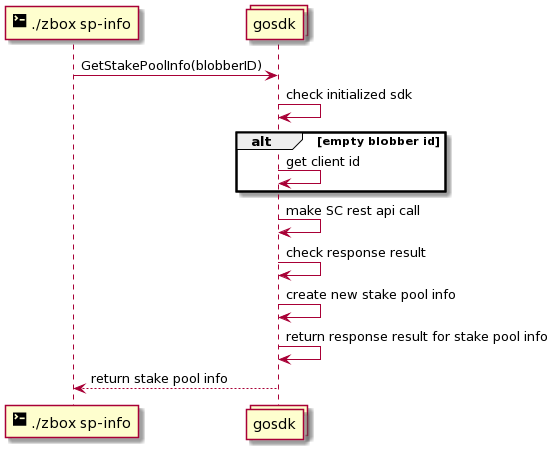 ./zbox sp-info
gosdk
GetStakePoolInfo(blobberID)
check initialized sdk
alt
[empty blobber id]
get client id
make SC rest api call
check response result
create new stake pool info
return response result for stake pool info
return stake pool info
./zbox sp-info
gosdk